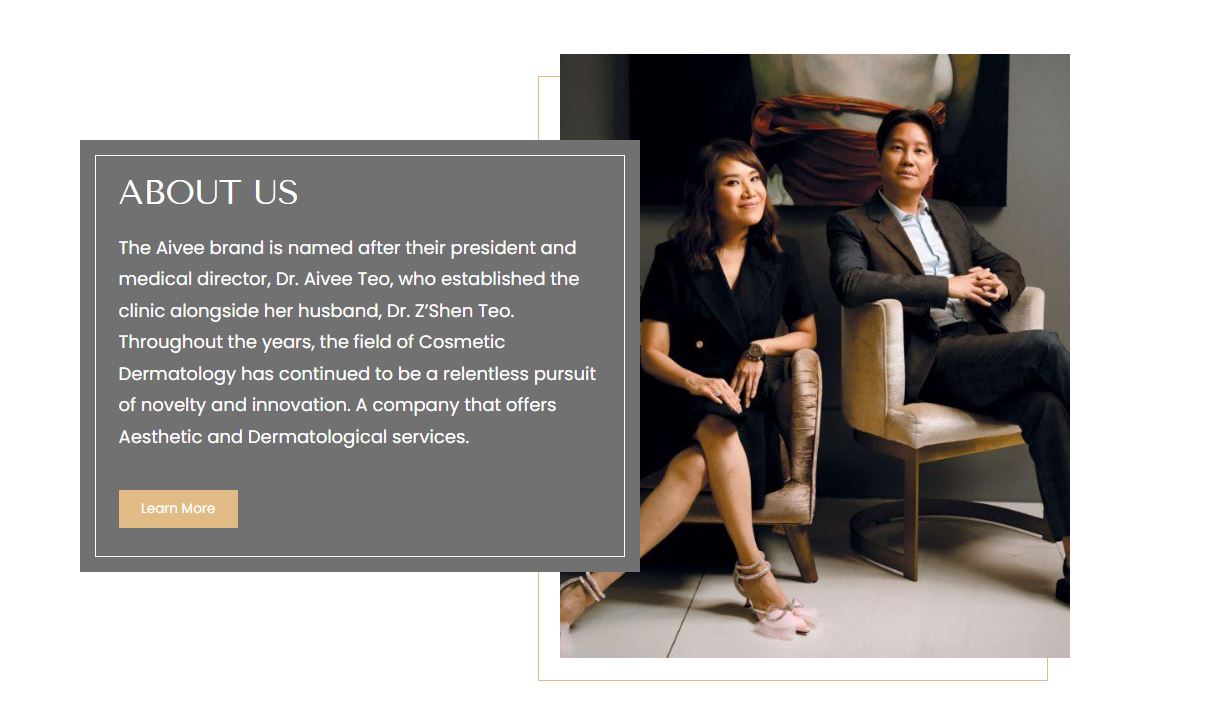 ABOUT US
The Aivee brand is named after their president and
medical director, Dr. Aivee Teo, who established the
clinic alongside her husband, Dr. Z’Shen Teo.
Throughout the years, the field of Cosmetic
Dermatology has continued to be a relentless pursuit
of novelty and innovation. A company that offers
Aesthetic and Dermatological services.
Learn More